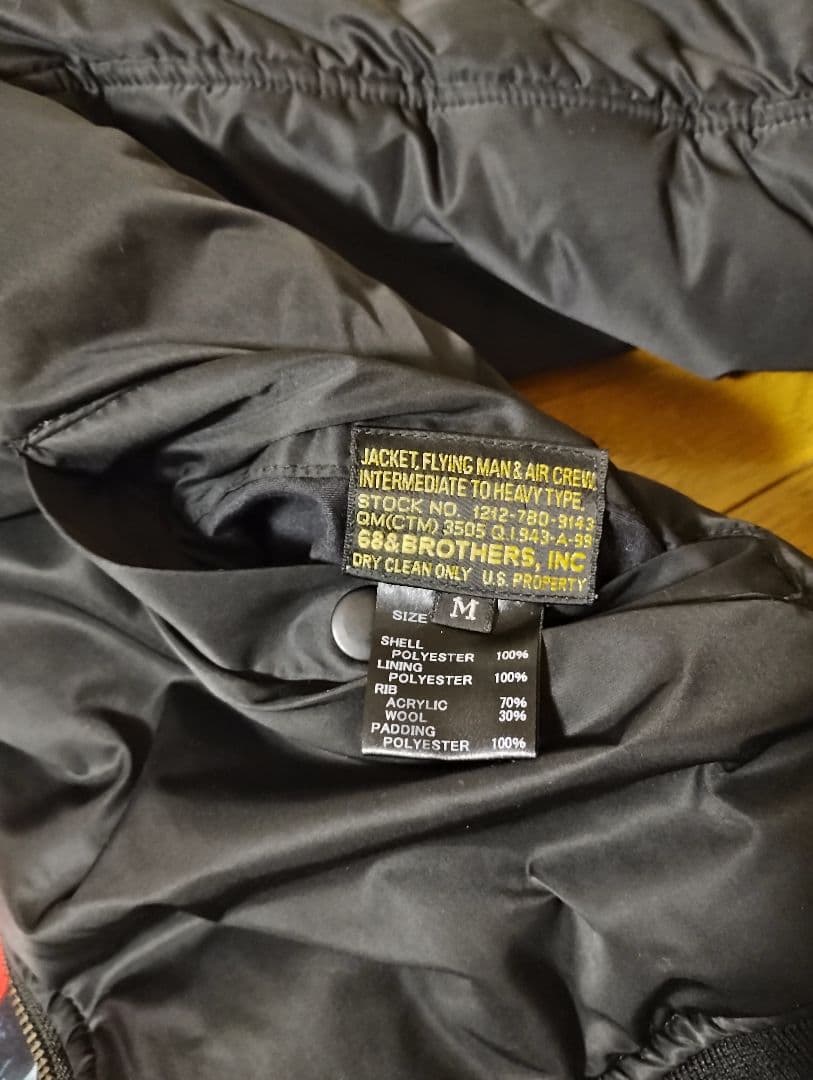 JACKET, FLYING MAN & AIR CREW.
INTERMEDIATE TO HEAVY TYPE.
STOCK NO. 1212-780-9143
QM(CTM) 3505 Q.1943-A-99
68&BROTHERS, INC
DRY CLEAN ONLY U.S. PROPERTY
SIZE M
SHELL
POLYESTER 100%
LINING
POLYESTER 100%
RIB
ACRYLIC 70%
WOOL 30%
PADDING
POLYESTER 100%